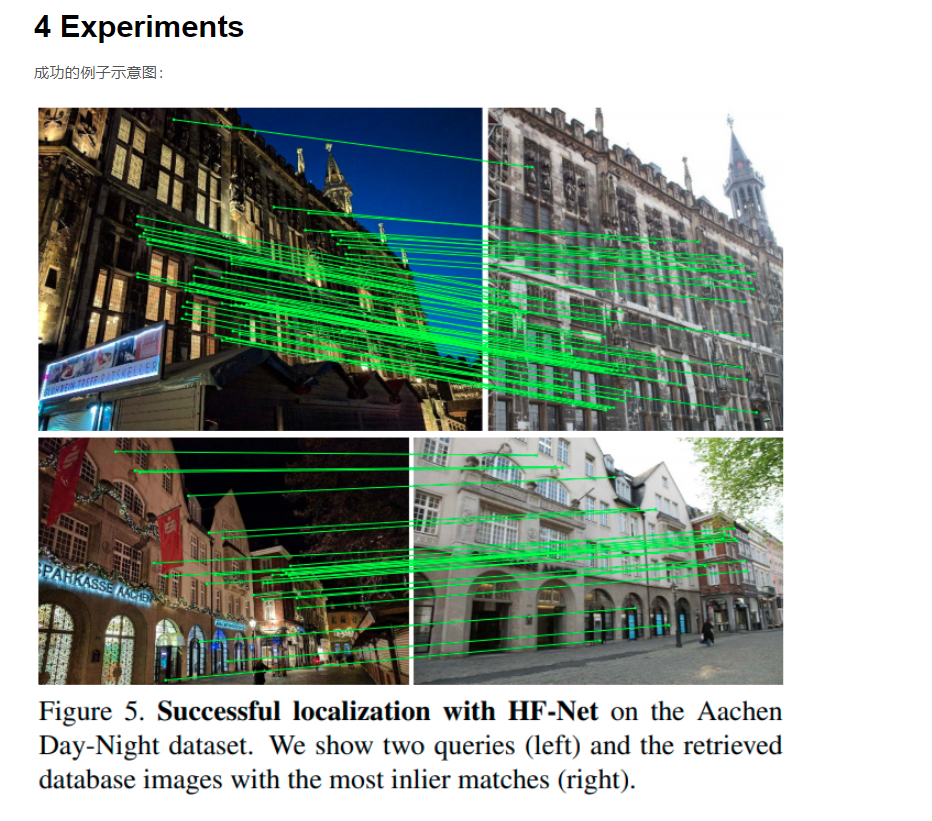 4 Experiments
成功的例子示意图：
SPARKASSE AACHEN
Figure 5. Successful localization with HF-Net on the Aachen
Day-Night dataset. We show two queries (left) and the retrieved
database images with the most inlier matches (right).